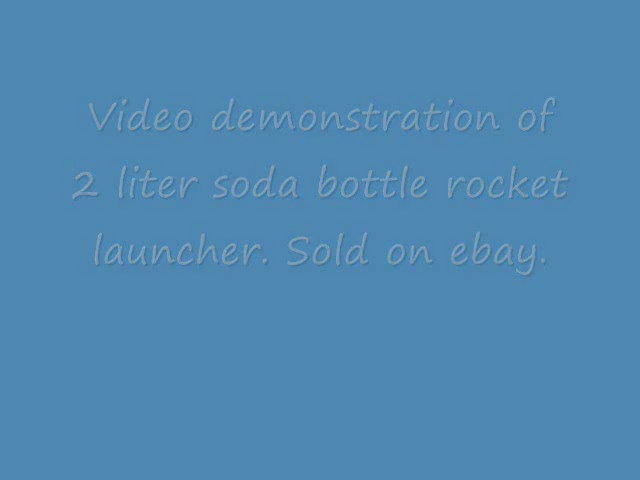 Video demonstration of
2 liter soda bottle rocket
launcher. Sold on ebay.